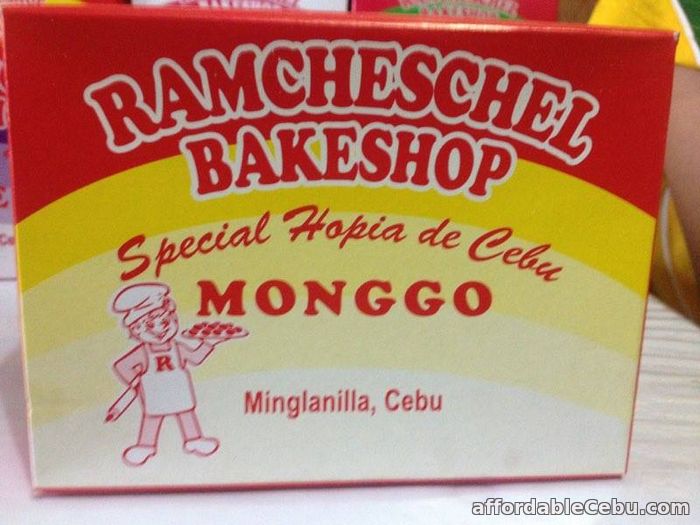 RAMCHESCHEL
BAKESHOP
Special Hopia de Cebu
MONGGO
R
Minglanilla, Cebu
affordableCebu.com